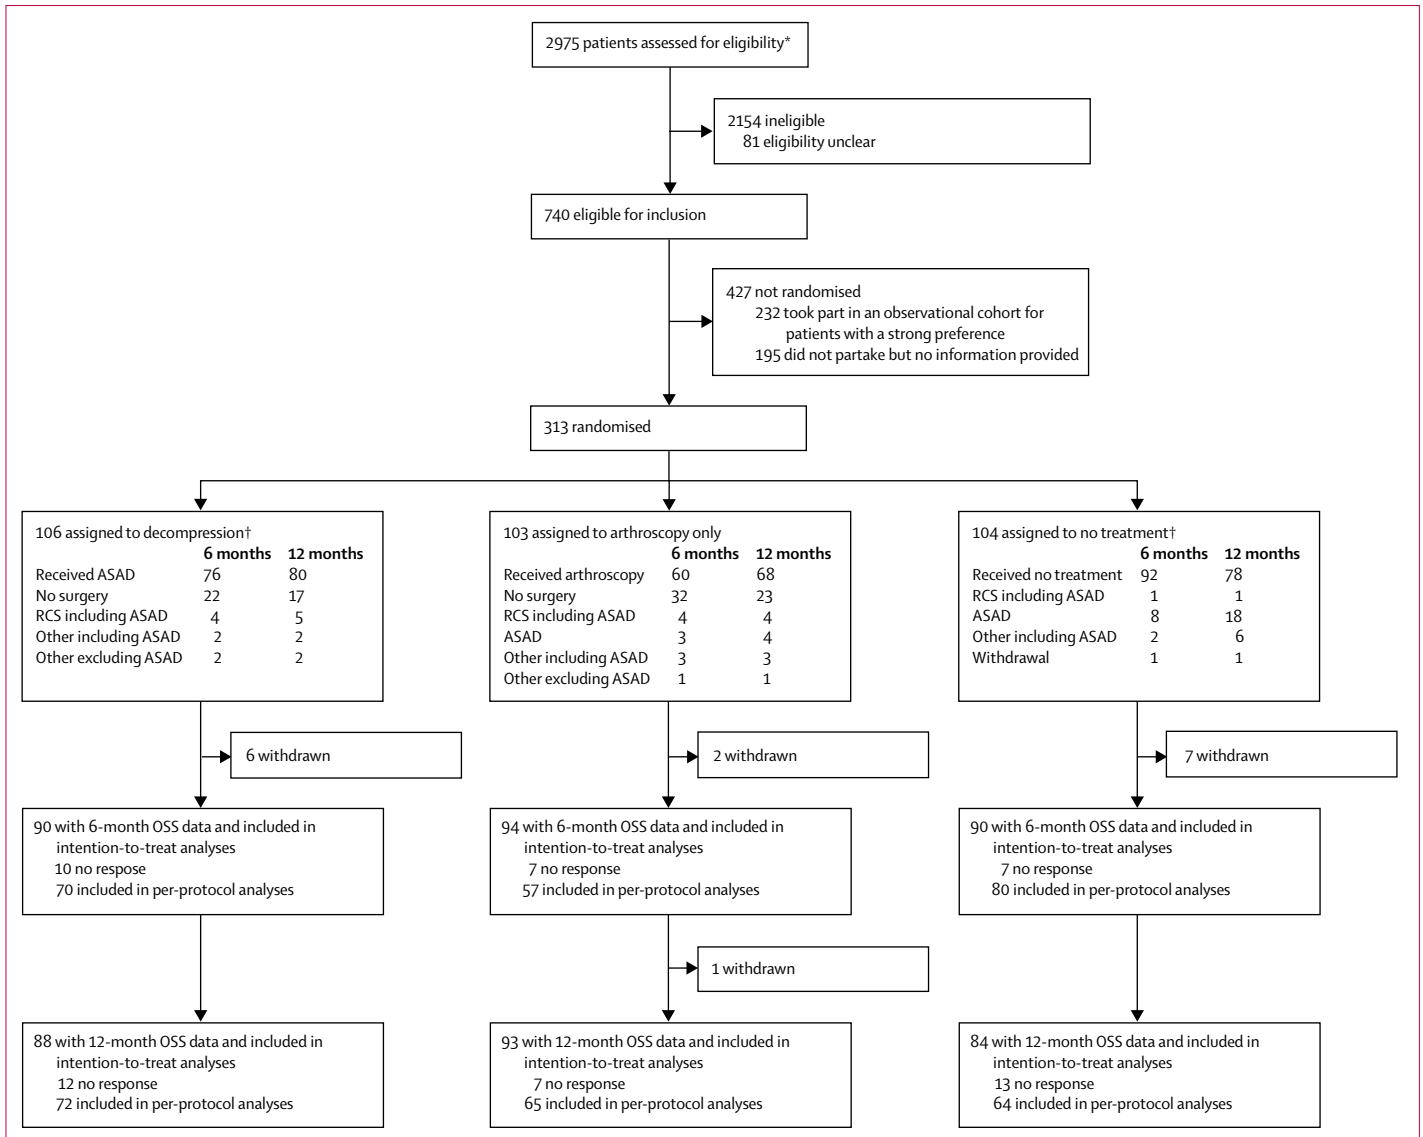 2975 patients assessed for eligibility*
2154 ineligible
81 eligibility unclear
740 eligible for inclusion
427 not randomised
232 took part in an observational cohort for
patients with a strong preference
195 did not partake but no information provided
313 randomised
106 assigned to decompression†
6 months 12 months
Received ASAD 76 80
No surgery 22 17
RCS including ASAD 4 5
Other including ASAD 2 2
Other excluding ASAD 2 2
103 assigned to arthroscopy only
6 months 12 months
Received arthroscopy 60 68
No surgery 32 23
RCS including ASAD 4 4
ASAD 3 4
Other including ASAD 3 3
Other excluding ASAD 1 1
104 assigned to no treatment†
6 months 12 months
Received no treatment 92 78
RCS including ASAD 1 1
ASAD 8 18
Other including ASAD 2 6
Withdrawal 1 1
6 withdrawn
2 withdrawn
7 withdrawn
90 with 6-month OSS data and included in
intention-to-treat analyses
10 no respose
70 included in per-protocol analyses
94 with 6-month OSS data and included in
intention-to-treat analyses
7 no response
57 included in per-protocol analyses
90 with 6-month OSS data and included in
intention-to-treat analyses
7 no response
80 included in per-protocol analyses
1 withdrawn
88 with 12-month OSS data and included in
intention-to-treat analyses
12 no response
72 included in per-protocol analyses
93 with 12-month OSS data and included in
intention-to-treat analyses
7 no response
65 included in per-protocol analyses
84 with 12-month OSS data and included in
intention-to-treat analyses
13 no response
64 included in per-protocol analyses